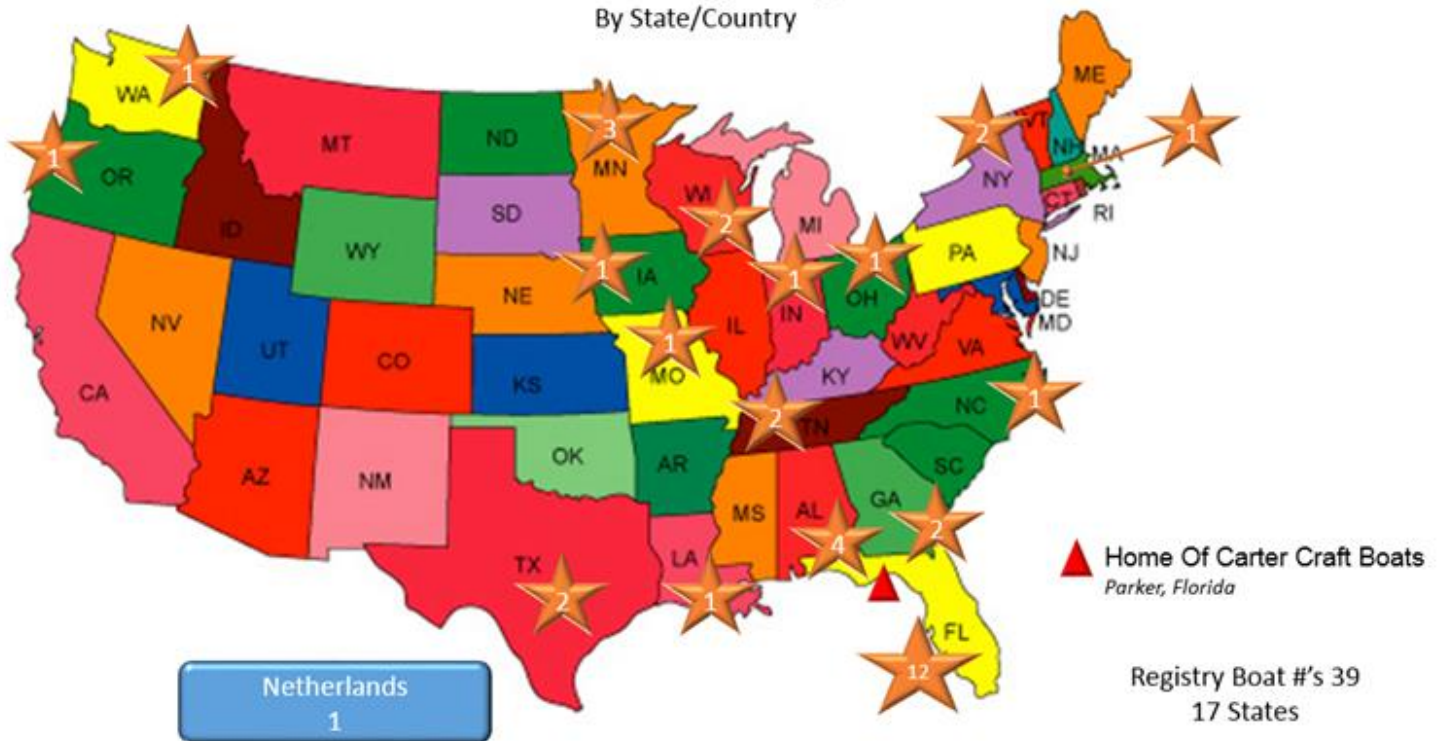 By State/Country
ME
1
WA
3
2
1
MT
ND
VT
NH
MA
1
OR
MN
NY
WI
CT
RI
SD
2
MI
ID
WY
1
IA
1
1
PA
NJ
NE
OH
DE
NV
IL
IN
MD
UT
CO
1
MO
WV
VA
KS
KY
CA
2
TN
NC
1
OK
AR
SC
AZ
NM
MS
AL
GA
4
2
TX
LA
Home Of Carter Craft Boats
Parker, Florida
2
1
FL
12
Netherlands
1
Registry Boat #'s 39
17 States